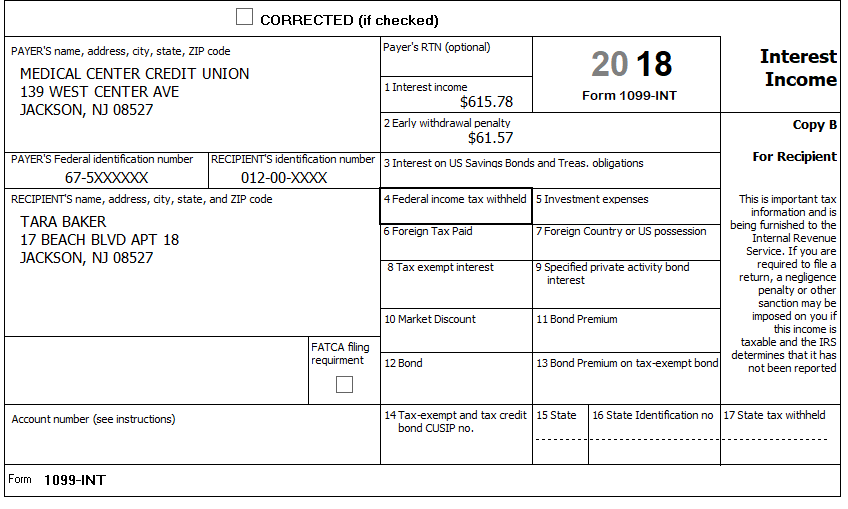 CORRECTED (if checked)
PAYER'S name, address, city, state, ZIP code
MEDICAL CENTER CREDIT UNION
139 WEST CENTER AVE
JACKSON, NJ 08527
Payer's RTN (optional)
1 Interest income
$615.78
2018
Form 1099-INT
Interest
Income
2 Early withdrawal penalty
$61.57
Copy B
For Recipient
PAYER'S Federal identification number
67-5XXXXXX
RECIPIENT'S identification number
012-00-XXXX
3 Interest on US Savings Bonds and Treas. obligations
RECIPIENT'S name, address, city, state, and ZIP code
TARA BAKER
17 BEACH BLVD APT 18
JACKSON, NJ 08527
4 Federal income tax withheld
5 Investment expenses
6 Foreign Tax Paid
7 Foreign Country or US possession
8 Tax exempt interest
9 Specified private activity bond
interest
10 Market Discount
11 Bond Premium
This is important tax
information and is
being furnished to the
Internal Revenue
Service. If you are
required to file a
return, a negligence
penalty or other
sanction may be
imposed on you if
this income is
taxable and the IRS
determines that it has
not been reported
FATCA filing
requirment
12 Bond
13 Bond Premium on tax-exempt bond
Account number (see instructions)
14 Tax-exempt and tax credit
bond CUSIP no.
15 State
16 State Identification no
17 State tax withheld
Form 1099-INT